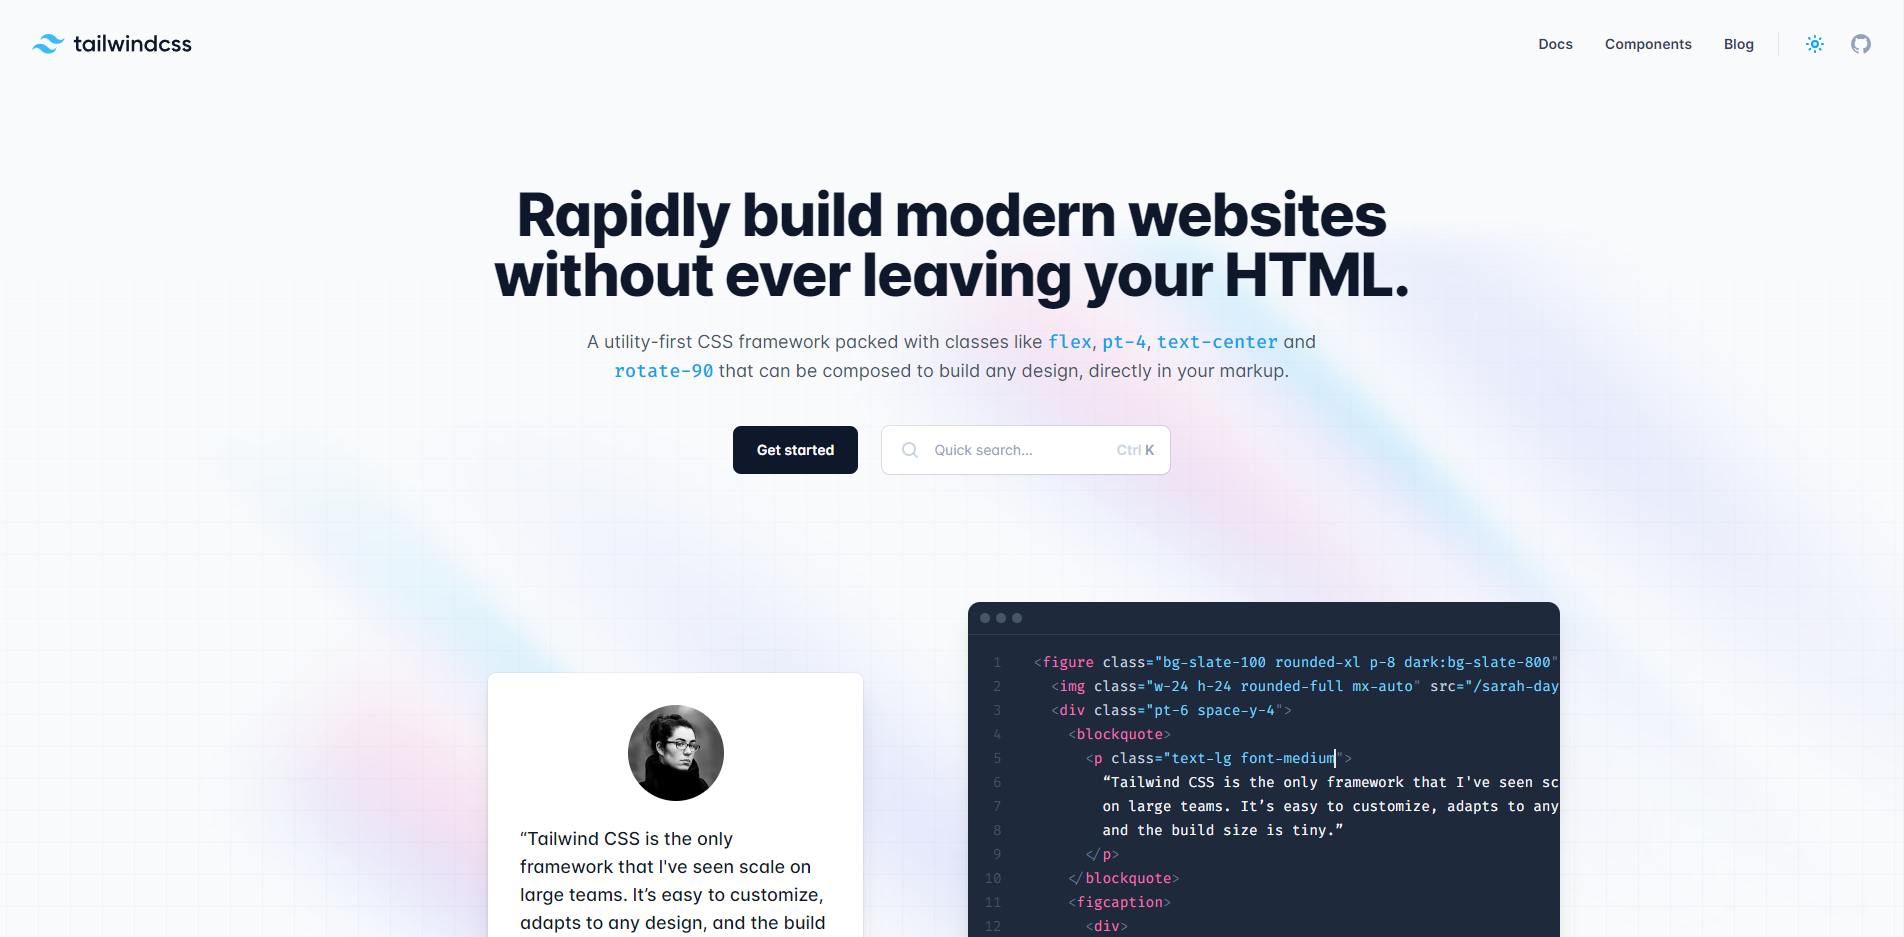 tailwindcss
Docs
Components
Blog
Rapidly build modern websites
without ever leaving your HTML.
A utility-first CSS framework packed with classes like flex, pt-4, text-center and
rotate-90 that can be composed to build any design, directly in your markup.
Get started
Quick search...
Ctrl K
“Tailwind CSS is the only
framework that I've seen scale on
large teams. It’s easy to customize,
adapts to any design, and the build
1 <figure class="bg-slate-100 rounded-xl p-8 dark:bg-slate-800"
2 <img class="w-24 h-24 rounded-full mx-auto" src="/sarah-day
3 <div class="pt-6 space-y-4">
4 <blockquote>
5 <p class="text-lg font-medium">
6 “Tailwind CSS is the only framework that I've seen sc
7 on large teams. It’s easy to customize, adapts to any
8 and the build size is tiny.”
9 </p>
10 </blockquote>
11 <figcaption>
12 <div>